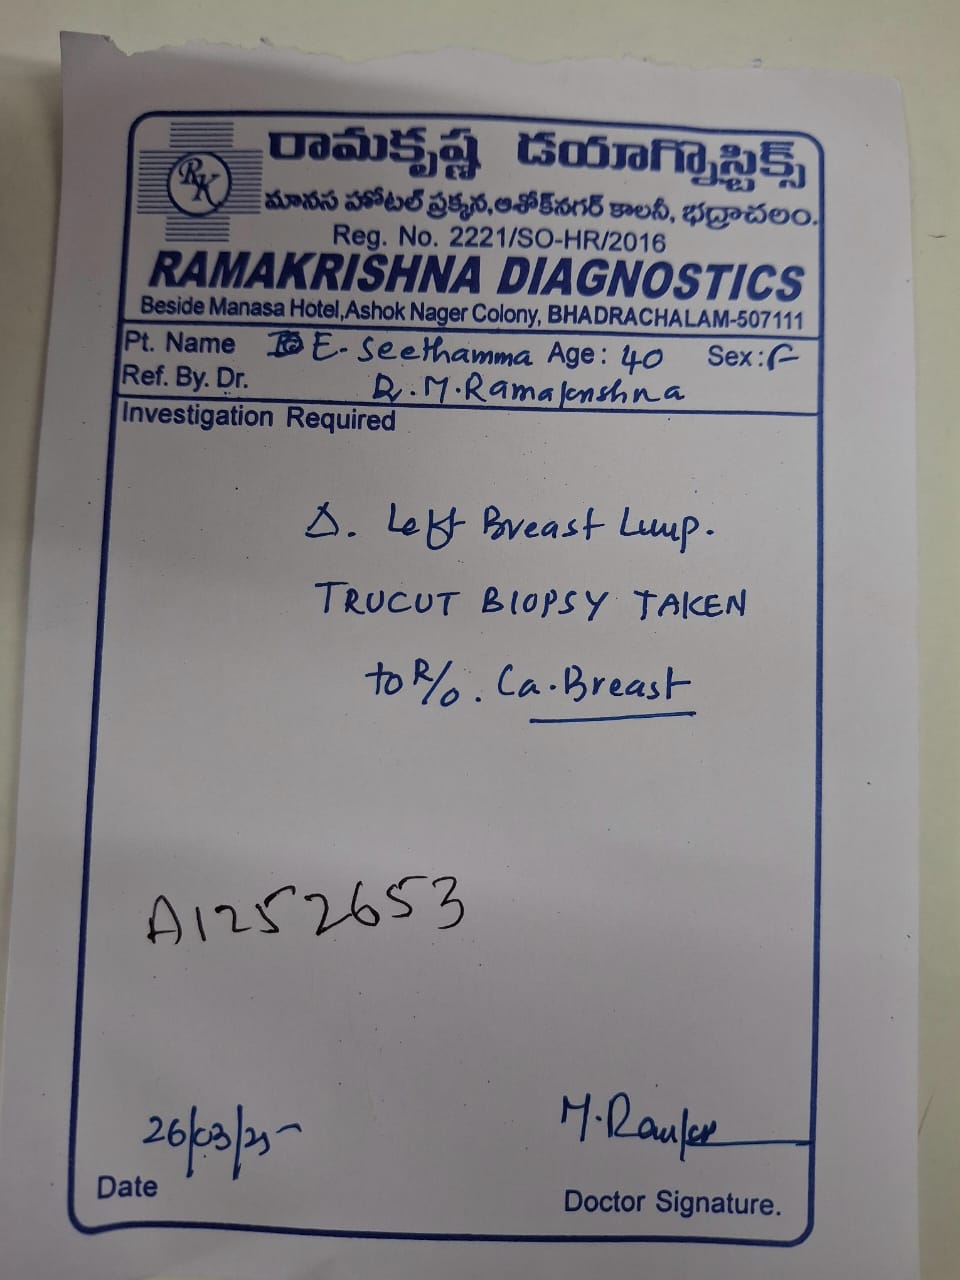 రామకృష్ణ డయాగ్నొస్టిక్స్
RK
మానస హోటల్ ప్రక్కన, అశోక్‌నగర్ కాలనీ, భద్రాచలం.
Reg. No. 2221/SO-HR/2016
RAMAKRISHNA DIAGNOSTICS
Beside Manasa Hotel, Ashok Nager Colony, BHADRACHALAM-507111
Pt. Name E. Seethamma Age: 40 Sex: F
Ref. By. Dr. Dr. M. Ramakrishna
Investigation Required
Δ. Left Breast Lump.
TRUCUT BIOPSY TAKEN
to R/o. Ca. Breast
A1252653
26/03/25
Date
Doctor Signature.